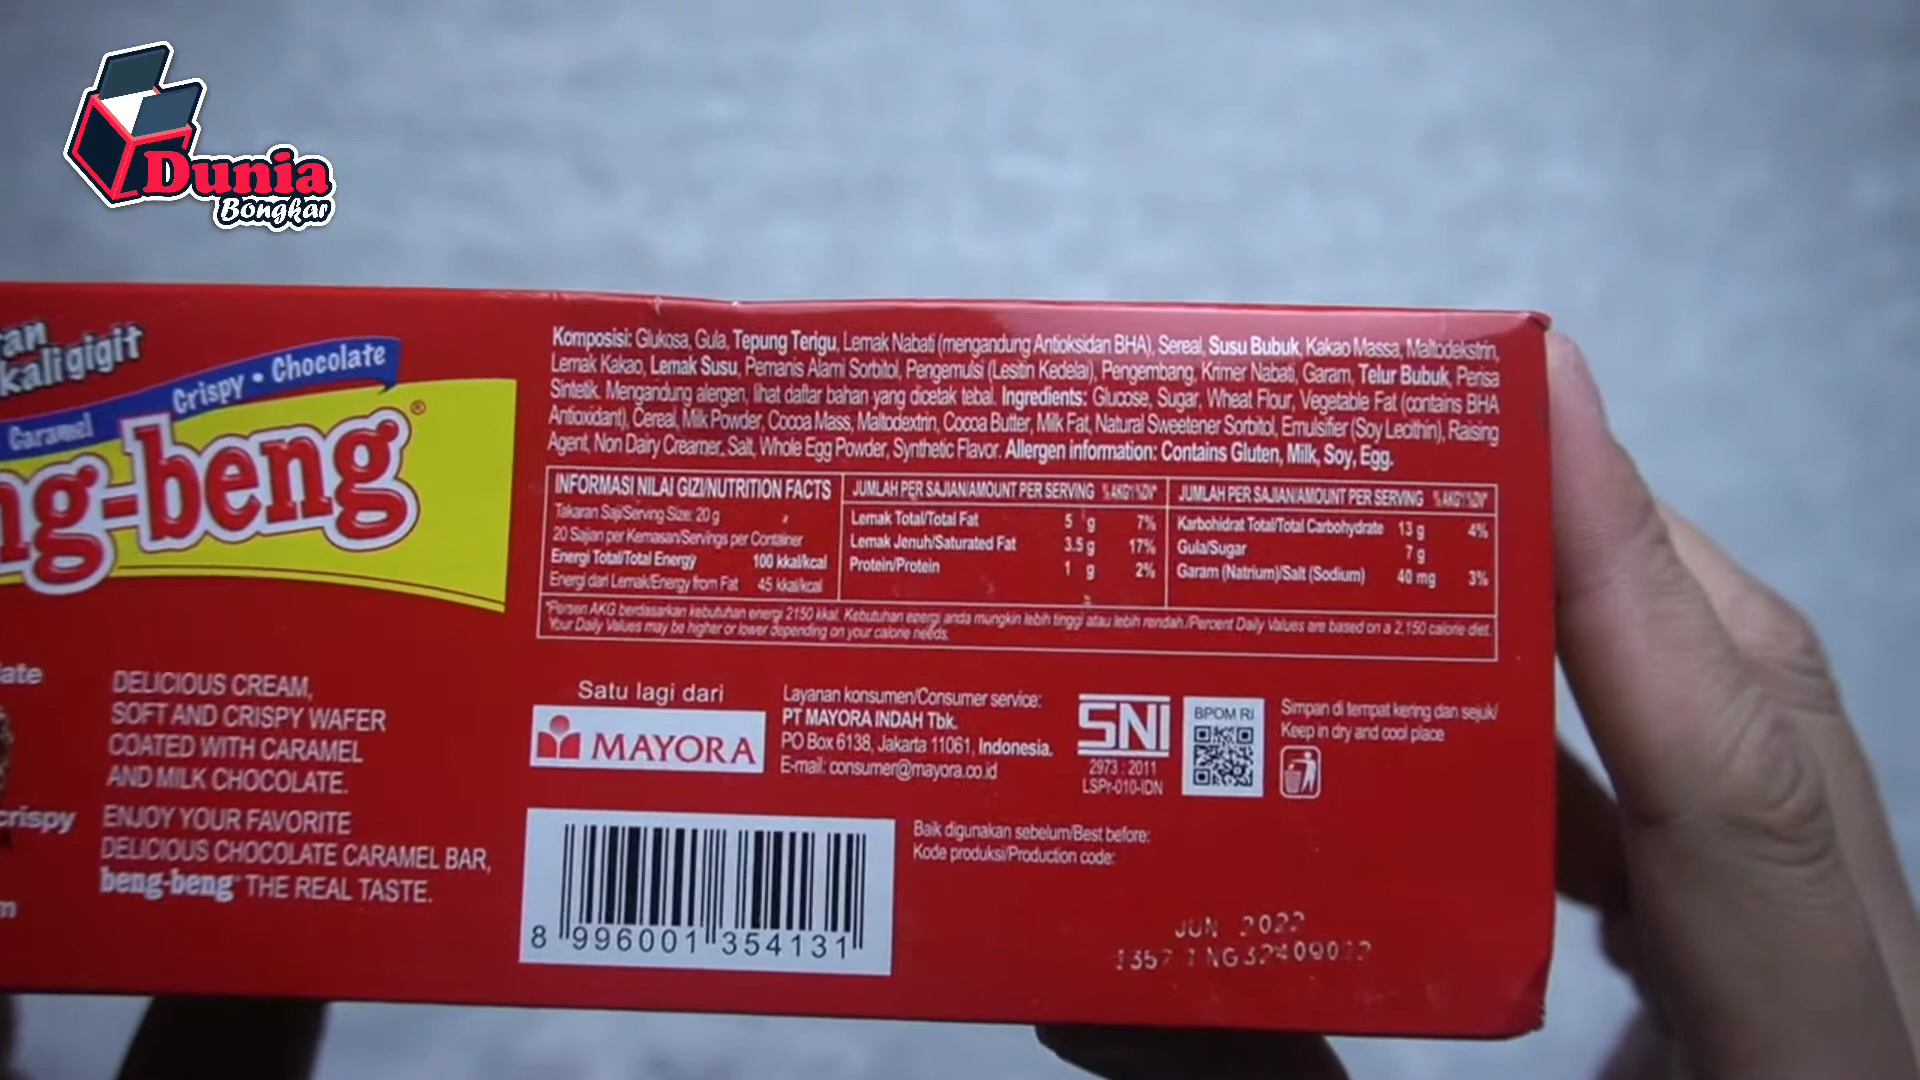 Dunia
Bongkar
kaligigit
Caramel
Crispy • Chocolate
ng-beng®
Komposisi: Glukosa, Gula, Tepung Terigu, Lemak Nabati (mengandung Antioksidan BHA), Sereal, Susu Bubuk, Kakao Massa, Maltodekstrin,
Lemak Kakao, Lemak Susu, Pemanis Alami Sorbitol, Pengemulsi (Lesitin Kedelai), Pengembang, Krimer Nabati, Garam, Telur Bubuk, Perisa
Sintetik. Mengandung alergen, lihat daftar bahan yang dicetak tebal. Ingredients: Glucose, Sugar, Wheat Flour, Vegetable Fat (contains BHA
Antioxidant), Cereal, Milk Powder, Cocoa Mass, Maltodextrin, Cocoa Butter, Milk Fat, Natural Sweetener Sorbitol, Emulsifier (Soy Lecithin), Raising
Agent, Non Dairy Creamer, Salt, Whole Egg Powder, Synthetic Flavor. Allergen information: Contains Gluten, Milk, Soy, Egg.
INFORMASI NILAI GIZI/NUTRITION FACTS
Takaran Saji/Serving Size: 20 g
20 Sajian per Kemasan/Servings per Container
Energi Total/Total Energy 100 kkal/kcal
Energi dari Lemak/Energy from Fat 45 kkal/kcal
JUMLAH PER SAJIAN/AMOUNT PER SERVING %AKG*/%DV*
Lemak Total/Total Fat 5 g 7%
Lemak Jenuh/Saturated Fat 3.5 g 17%
Protein/Protein 1 g 2%
JUMLAH PER SAJIAN/AMOUNT PER SERVING %AKG*/%DV*
Karbohidrat Total/Total Carbohydrate 13 g 4%
Gula/Sugar 7 g
Garam (Natrium)/Salt (Sodium) 40 mg 3%
*Persen AKG berdasarkan kebutuhan energi 2150 kkal. Kebutuhan energi anda mungkin lebih tinggi atau lebih rendah./Percent Daily Values are based on a 2,150 calorie diet.
Your Daily Values may be higher or lower depending on your calorie needs.
ate
crispy
DELICIOUS CREAM,
SOFT AND CRISPY WAFER
COATED WITH CARAMEL
AND MILK CHOCOLATE.
ENJOY YOUR FAVORITE
DELICIOUS CHOCOLATE CARAMEL BAR,
beng-beng® THE REAL TASTE.
Satu lagi dari
MAYORA
Layanan konsumen/Consumer service:
PT MAYORA INDAH Tbk.
PO Box 6138, Jakarta 11061, Indonesia.
E-mail: consumer@mayora.co.id
SNI
2973 : 2011
LSPr-010-IDN
BPOM RI
Simpan di tempat kering dan sejuk/
Keep in dry and cool place
8 996001 354131
Baik digunakan sebelum/Best before:
Kode produksi/Production code:
JUN 2022